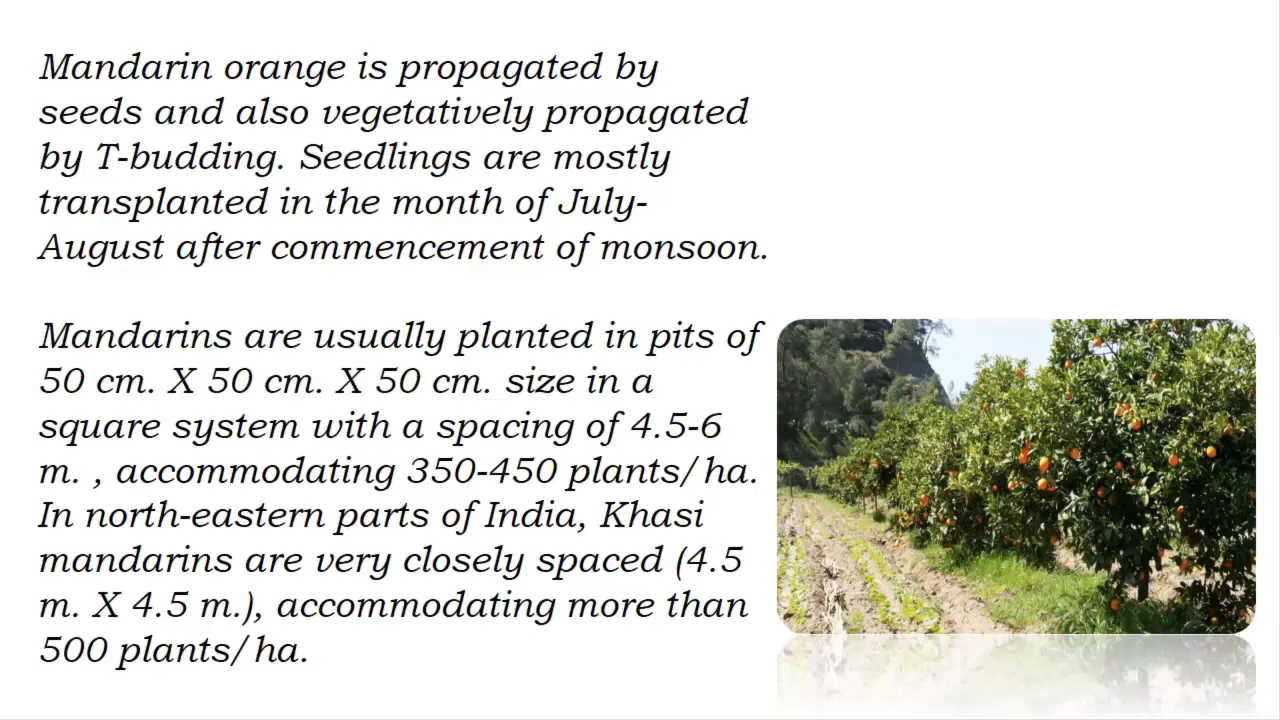 Mandarin orange is propagated by
seeds and also vegetatively propagated
by T-budding. Seedlings are mostly
transplanted in the month of July-
August after commencement of monsoon.
Mandarins are usually planted in pits of
50 cm. X 50 cm. X 50 cm. size in a
square system with a spacing of 4.5-6
m. , accommodating 350-450 plants/ha.
In north-eastern parts of India, Khasi
mandarins are very closely spaced (4.5
m. X 4.5 m.), accommodating more than
500 plants/ha.